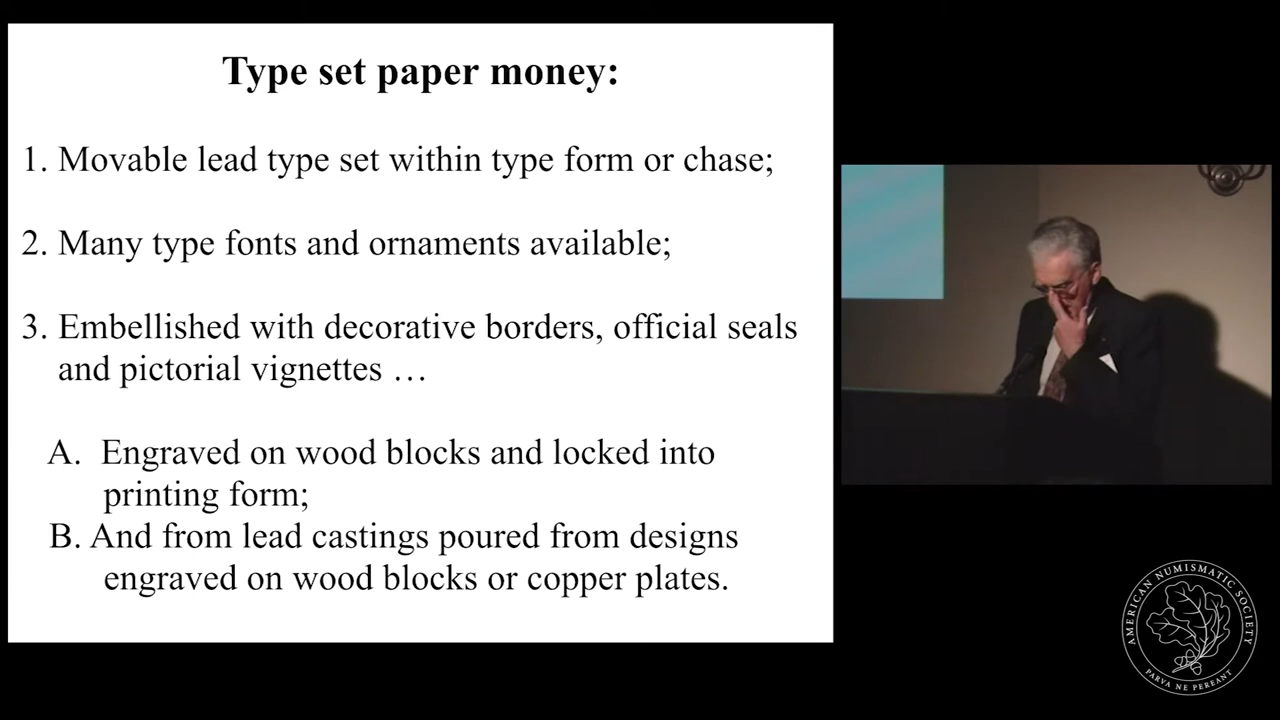 Type set paper money:
1. Movable lead type set within type form or chase;
2. Many type fonts and ornaments available;
3. Embellished with decorative borders, official seals
and pictorial vignettes …
A. Engraved on wood blocks and locked into
printing form;
B. And from lead castings poured from designs
engraved on wood blocks or copper plates.
AMERICAN NUMISMATIC SOCIETY
PARVA NE PEREANT